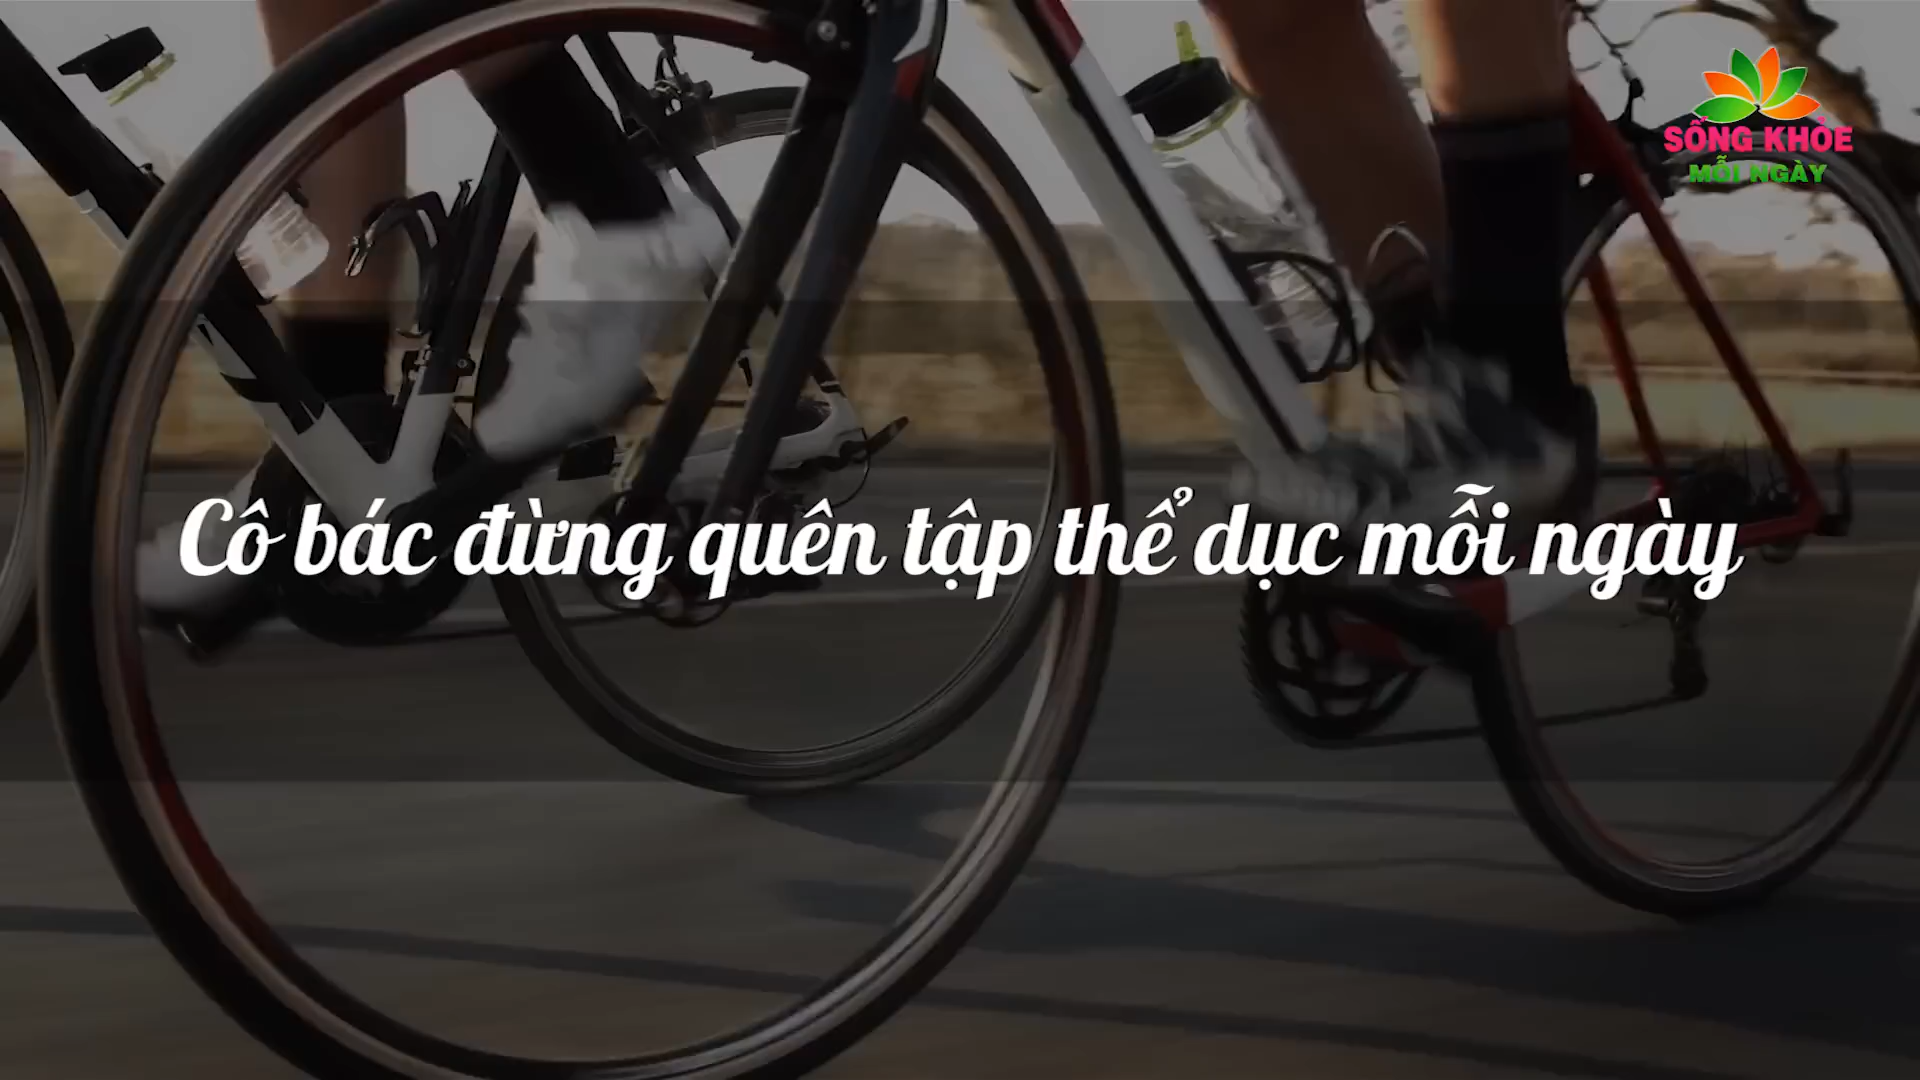 SỐNG KHỎE
MỖI NGÀY
Cô bác đừng quên tập thể dục mỗi ngày